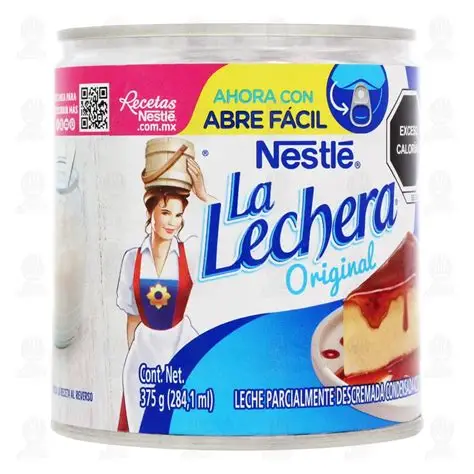 Recetas
Nestlé®
.com.mx
AHORA CON
ABRE FÁCIL
EXCESO
CALORÍAS
Nestlé®
La
Lechera®
Original
Cont. Net.
375 g (284,1 ml)
LECHE PARCIALMENTE DESCREMADA CONDENSADA